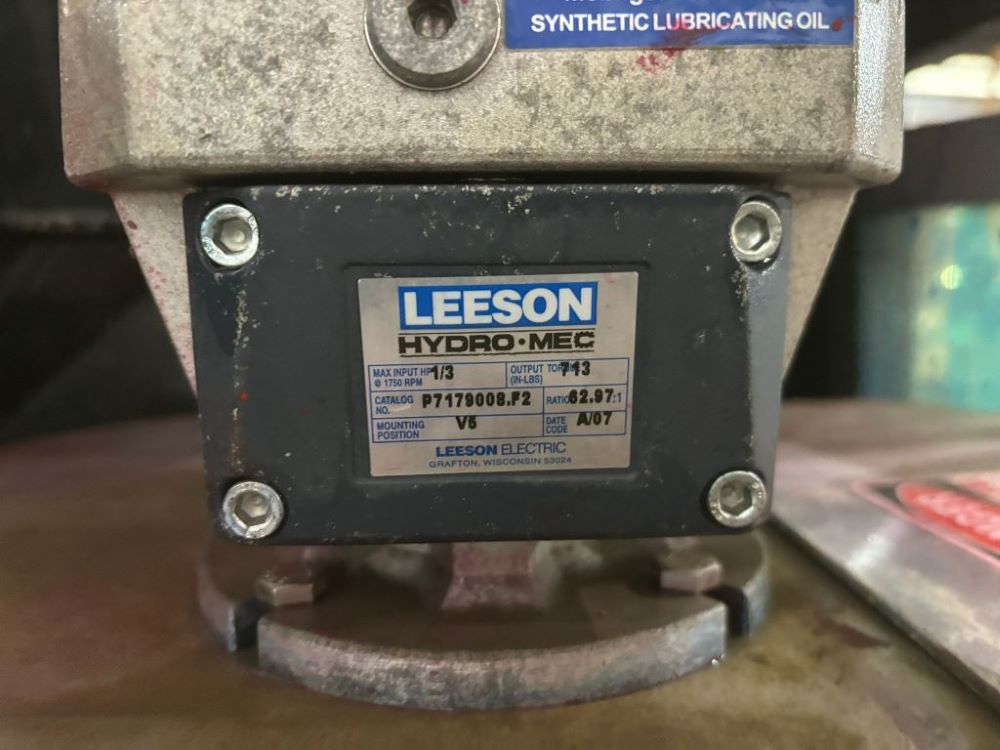 SYNTHETIC LUBRICATING OIL
LEESON
HYDRO•MEC
MAX INPUT HP 1/3
@ 1750 RPM
OUTPUT TORQUE 713
(IN-LBS)
CATALOG NO. P7179008.F2
RATIO 62.97:1
MOUNTING POSITION V6
DATE CODE A/07
LEESON ELECTRIC
GRAFTON, WISCONSIN 53024